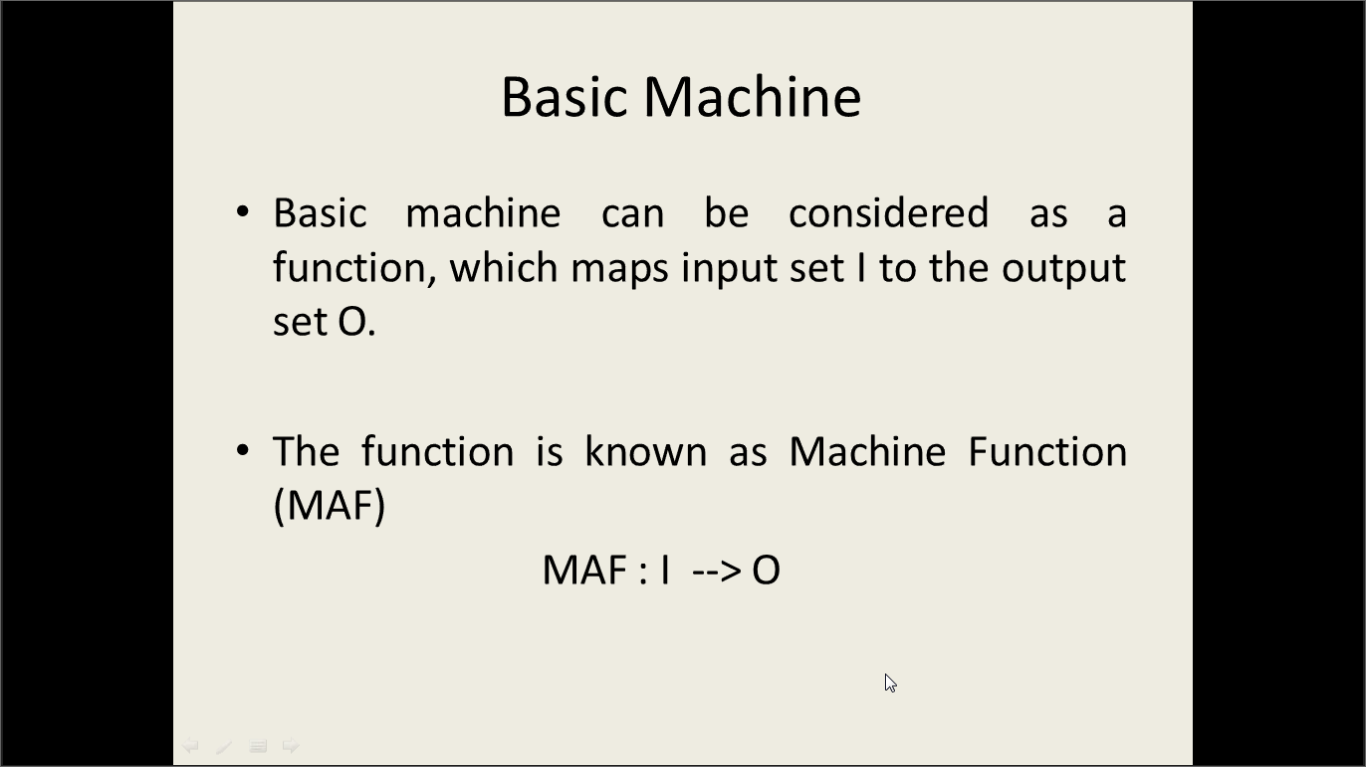 Basic Machine
• Basic machine can be considered as a
function, which maps input set I to the output
set O.
• The function is known as Machine Function
(MAF)
MAF : I --> O